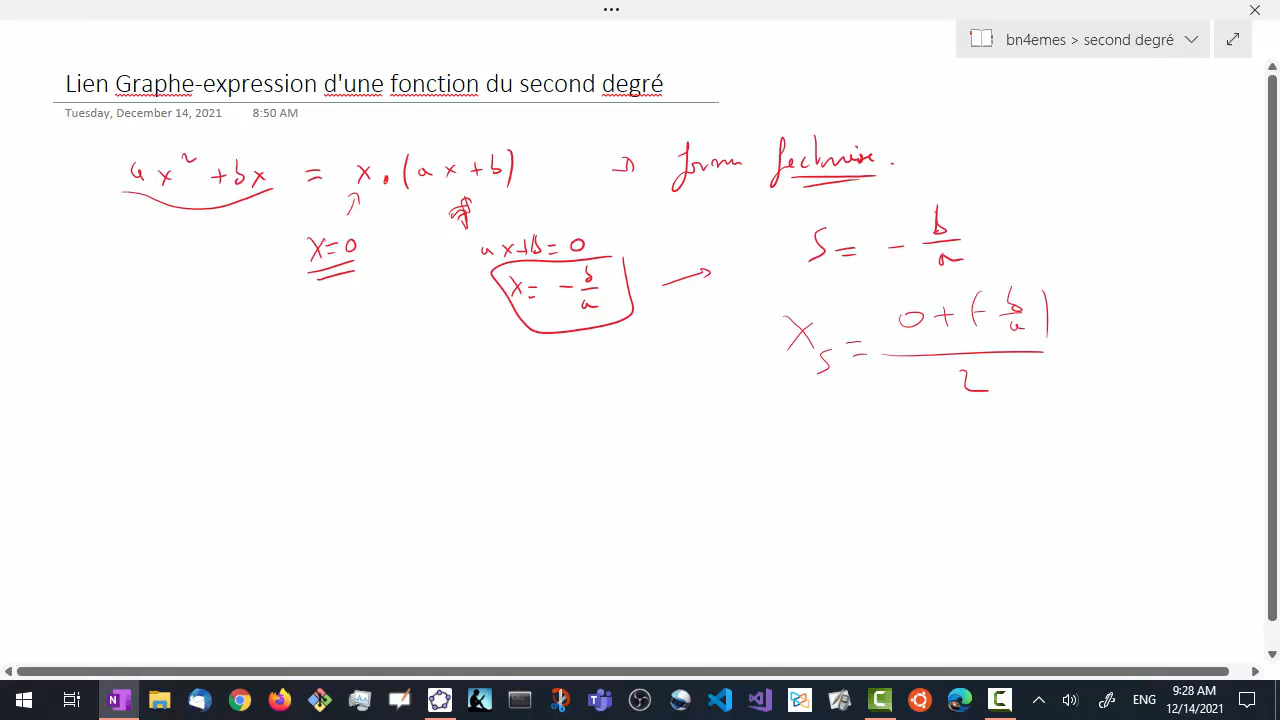 bn4emes > second degré
Lien Graphe-expression d'une fonction du second degré
Tuesday, December 14, 2021 8:50 AM
ax² + bx = x . (ax + b) → forme factorisée.
x = 0
ax + b = 0
x = - b/a →
S = - b/a
x_S = (0 + (- b/a)) / 2
ENG
9:28 AM
12/14/2021